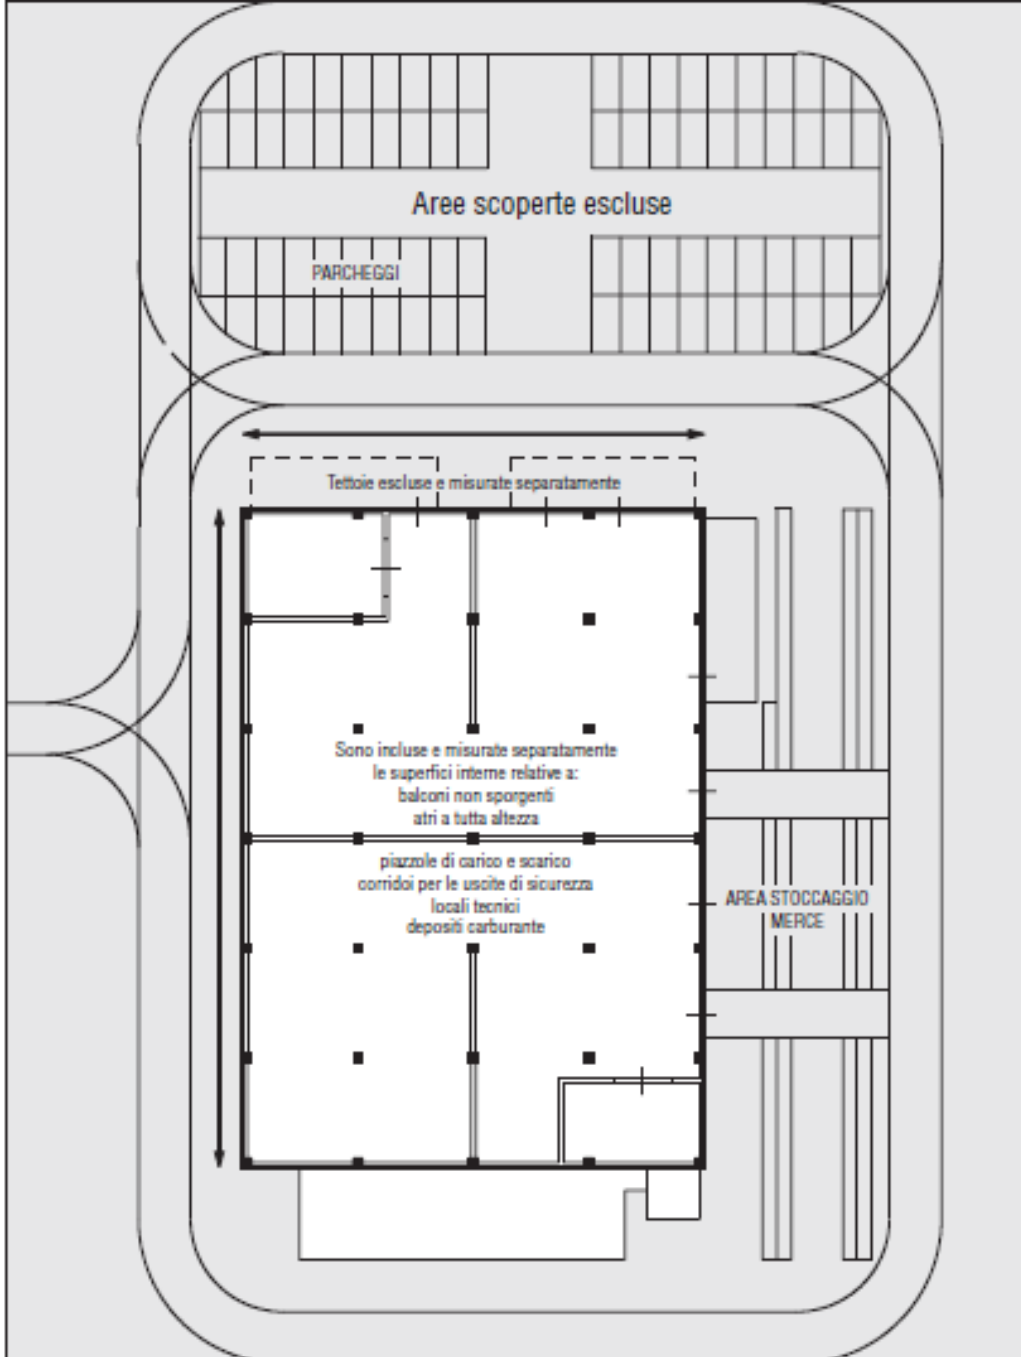 Aree scoperte escluse
PARCHEGGI
Tettoie escluse e misurate separatamente
Sono incluse e misurate separatamente
le superfici interne relative a:
balconi non sporgenti
atri a tutta altezza
piazzole di carico e scarico
corridoi per le uscite di sicurezza
locali tecnici
depositi carburante
AREA STOCCAGGIO
MERCE